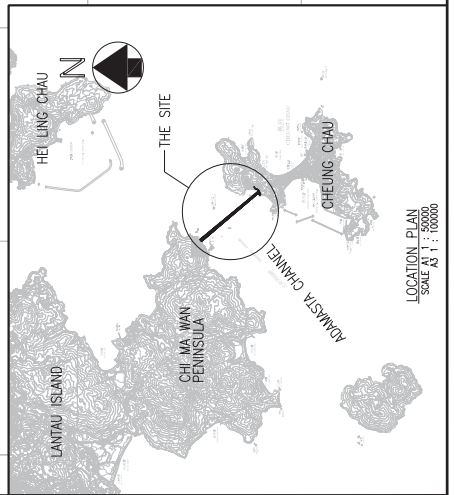 HEI LING CHAU
N
THE SITE
LANTAU ISLAND
CHI MA WAN
PENINSULA
ADAMASTA CHANNEL
CHEUNG CHAU
LOCATION PLAN
SCALE A1 1 : 50000
A3 1 : 100000